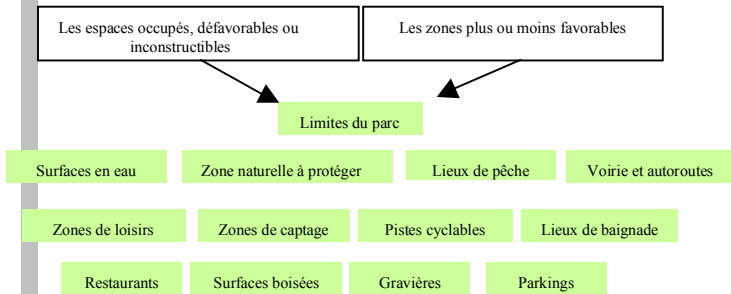 Les espaces occupés, défavorables ou
inconstructibles
Les zones plus ou moins favorables
Limites du parc
Surfaces en eau
Zone naturelle à protéger
Lieux de pêche
Voirie et autoroutes
Zones de loisirs
Zones de captage
Pistes cyclables
Lieux de baignade
Restaurants
Surfaces boisées
Gravières
Parkings